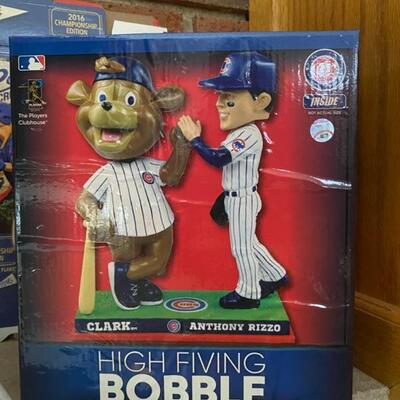 2016
CHAMPIONSHIP
EDITION
The Players
Clubhouse
INSIDE
NOT ACTUAL SIZE
CLARK
ANTHONY RIZZO
HIGH FIVING
BOBBLE